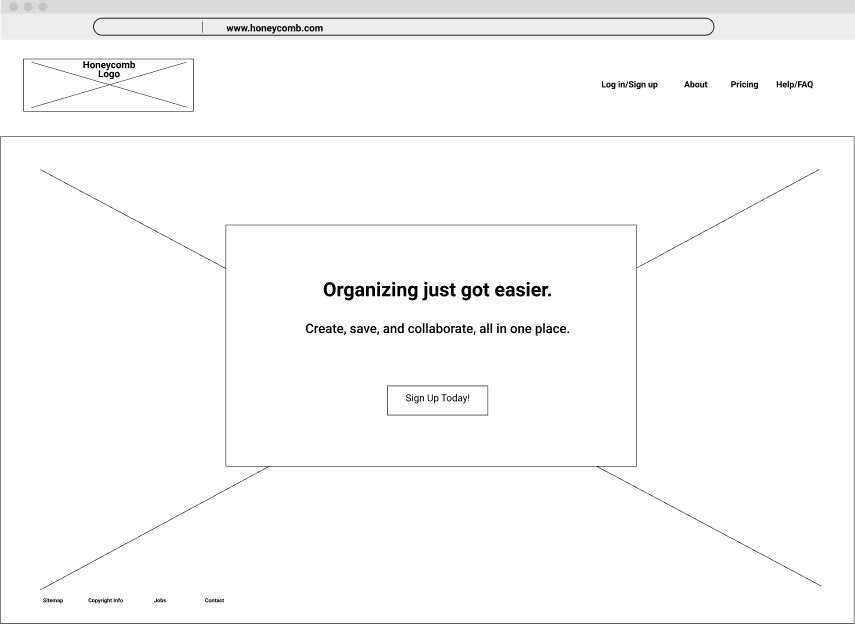 www.honeycomb.com
Honeycomb
Logo
Log in/Sign up About Pricing Help/FAQ
Organizing just got easier.
Create, save, and collaborate, all in one place.
Sign Up Today!
Sitemap Copyright Info Jobs Contact